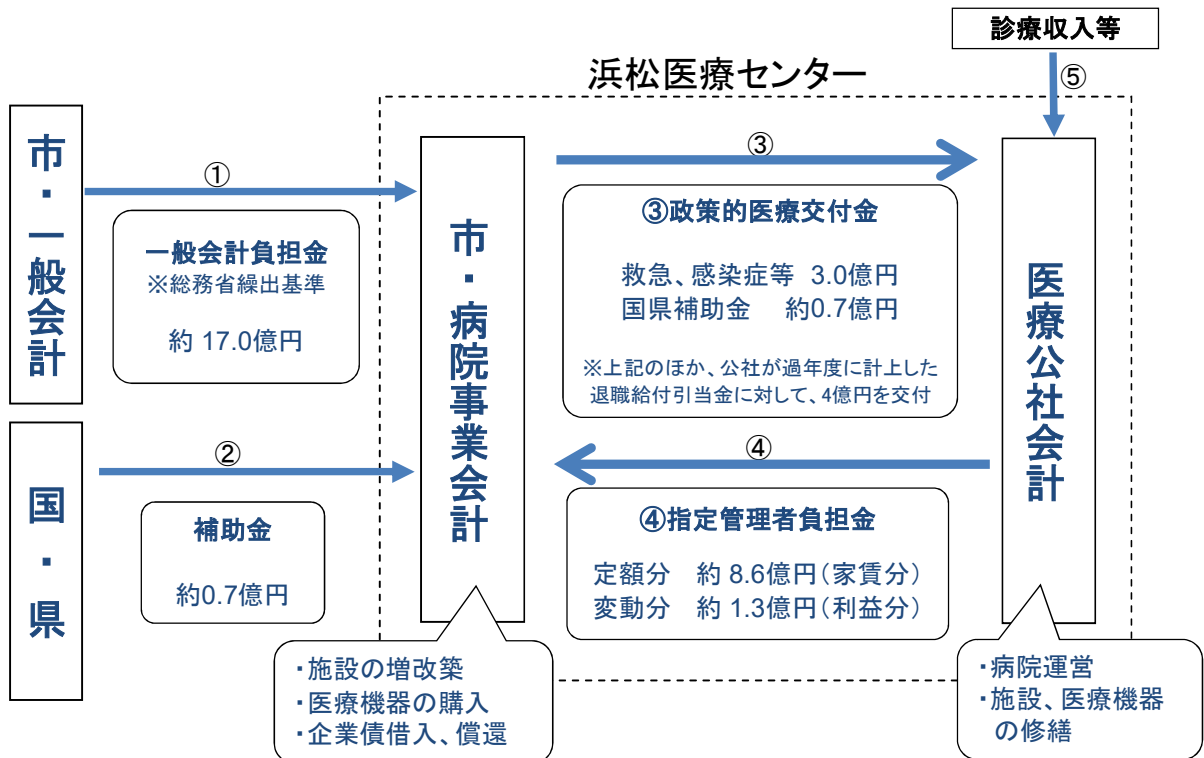 診療収入等
⑤
浜松医療センター
市・一般会計
①
一般会計負担金
※総務省繰出基準
約 17.0億円
国・県
②
補助金
約0.7億円
市・病院事業会計
・施設の増改築
・医療機器の購入
・企業債借入、償還
③
③政策的医療交付金
救急、感染症等 3.0億円
国県補助金 約0.7億円
※上記のほか、公社が過年度に計上した
退職給付引当金に対して、4億円を交付
④
④指定管理者負担金
定額分 約 8.6億円(家賃分)
変動分 約 1.3億円(利益分)
医療公社会計
・病院運営
・施設、医療機器
の修繕